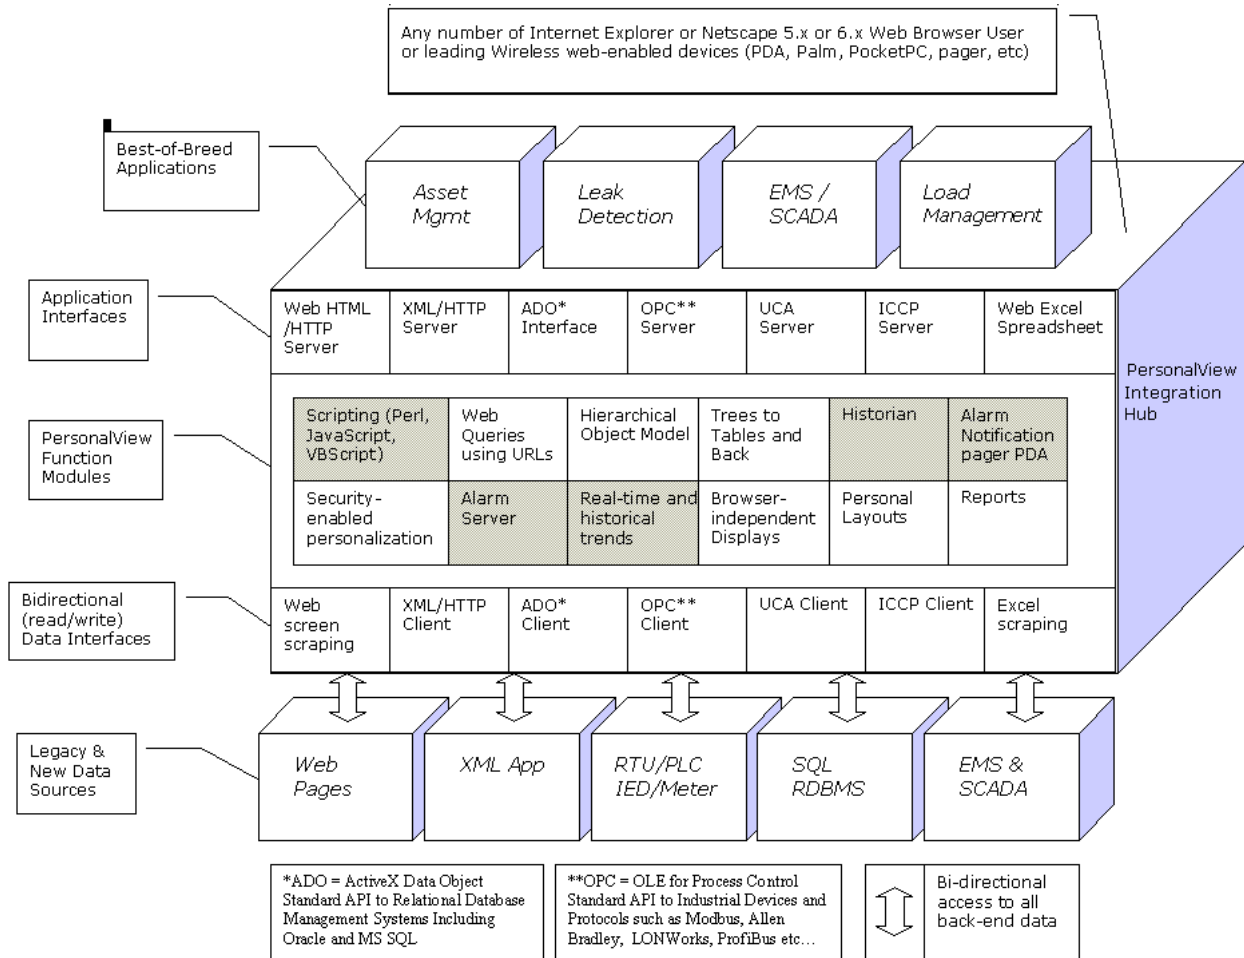 Any number of Internet Explorer or Netscape 5.x or 6.x Web Browser User
or leading Wireless web-enabled devices (PDA, Palm, PocketPC, pager, etc)
Best-of-Breed
Applications
Asset
Mgmt
Leak
Detection
EMS /
SCADA
Load
Management
Application
Interfaces
Web HTML
/HTTP
Server
XML/HTTP
Server
ADO*
Interface
OPC**
Server
UCA
Server
ICCP
Server
Web Excel
Spreadsheet
PersonalView
Integration
Hub
PersonalView
Function
Modules
Scripting (Perl,
JavaScript,
VBScript)
Web
Queries
using URLs
Hierarchical
Object Model
Trees to
Tables and
Back
Historian
Alarm
Notification
pager PDA
Security-
enabled
personalization
Alarm
Server
Real-time and
historical
trends
Browser-
independent
Displays
Personal
Layouts
Reports
Bidirectional
(read/write)
Data Interfaces
Web
screen
scraping
XML/HTTP
Client
ADO*
Client
OPC**
Client
UCA Client
ICCP Client
Excel
scraping
Legacy &
New Data
Sources
Web
Pages
XML App
RTU/PLC
IED/Meter
SQL
RDBMS
EMS &
SCADA
*ADO = ActiveX Data Object
Standard API to Relational Database
Management Systems Including
Oracle and MS SQL
**OPC = OLE for Process Control
Standard API to Industrial Devices and
Protocols such as Modbus, Allen
Bradley, LONWorks, ProfiBus etc...
Bi-directional
access to all
back-end data